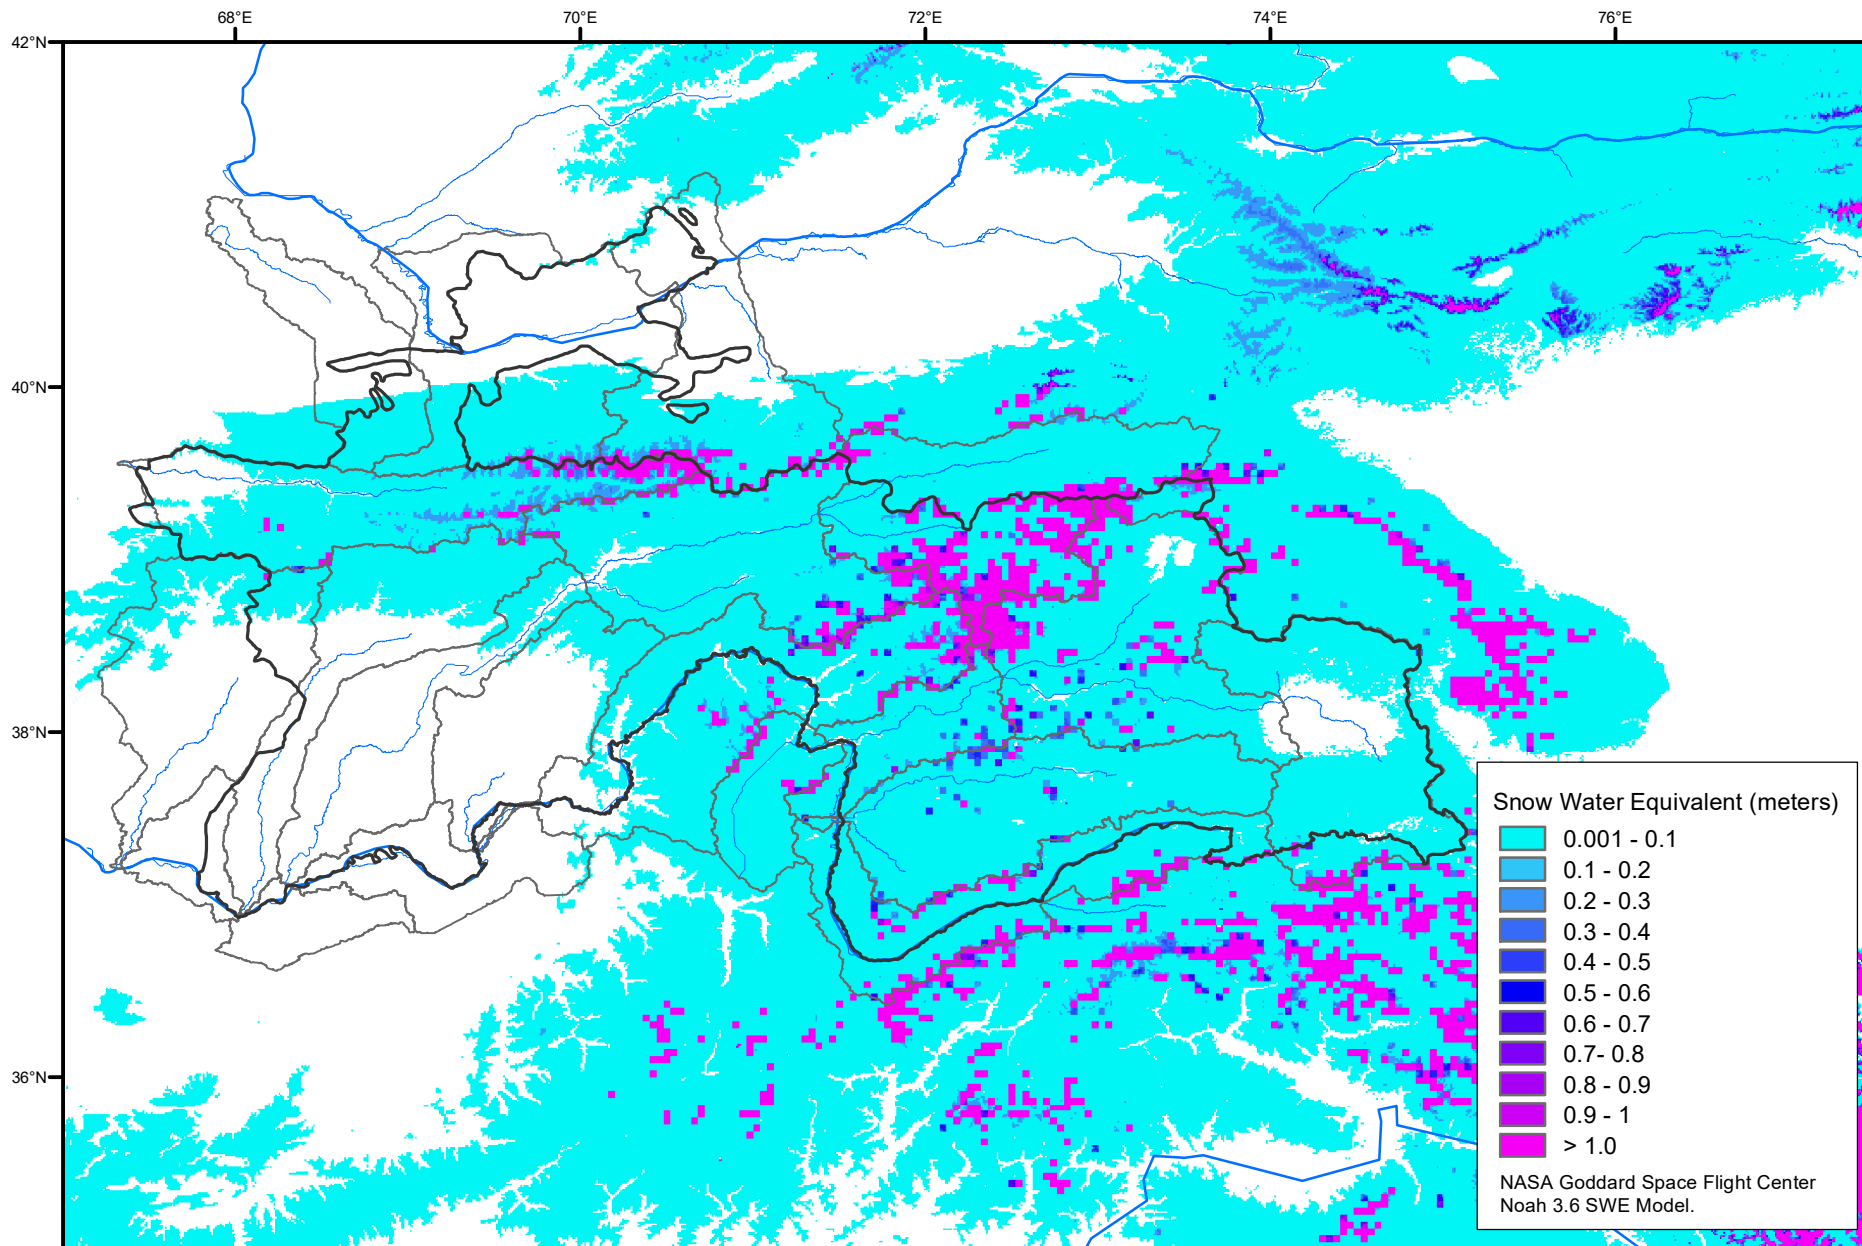 68°E 70°E 72°E 74°E 76°E
42°N
40°N
38°N
36°N
Snow Water Equivalent (meters)
0.001 - 0.1
0.1 - 0.2
0.2 - 0.3
0.3 - 0.4
0.4 - 0.5
0.5 - 0.6
0.6 - 0.7
0.7- 0.8
0.8 - 0.9
0.9 - 1
> 1.0
NASA Goddard Space Flight Center
Noah 3.6 SWE Model.